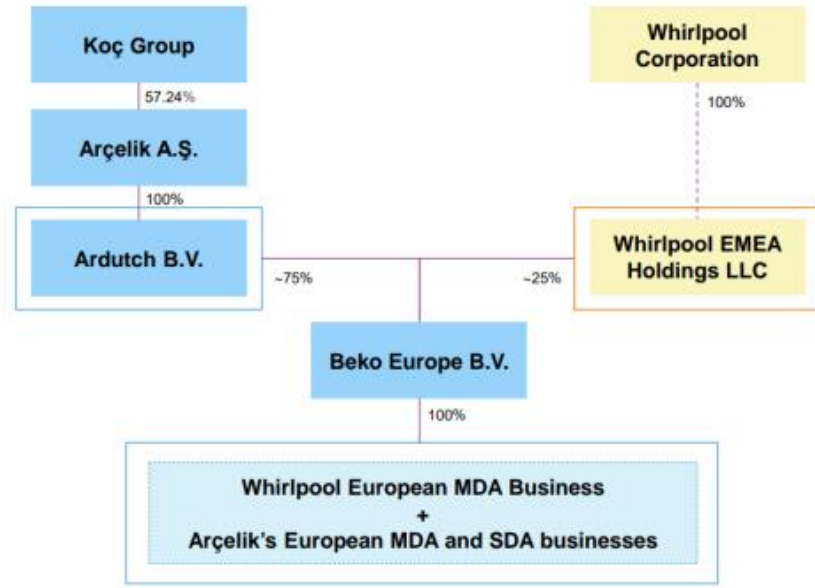 Koç Group
Whirlpool
Corporation
57.24%
100%
Arçelik A.Ş.
100%
Ardutch B.V.
Whirlpool EMEA
Holdings LLC
~75%
~25%
Beko Europe B.V.
100%
Whirlpool European MDA Business
+
Arçelik's European MDA and SDA businesses